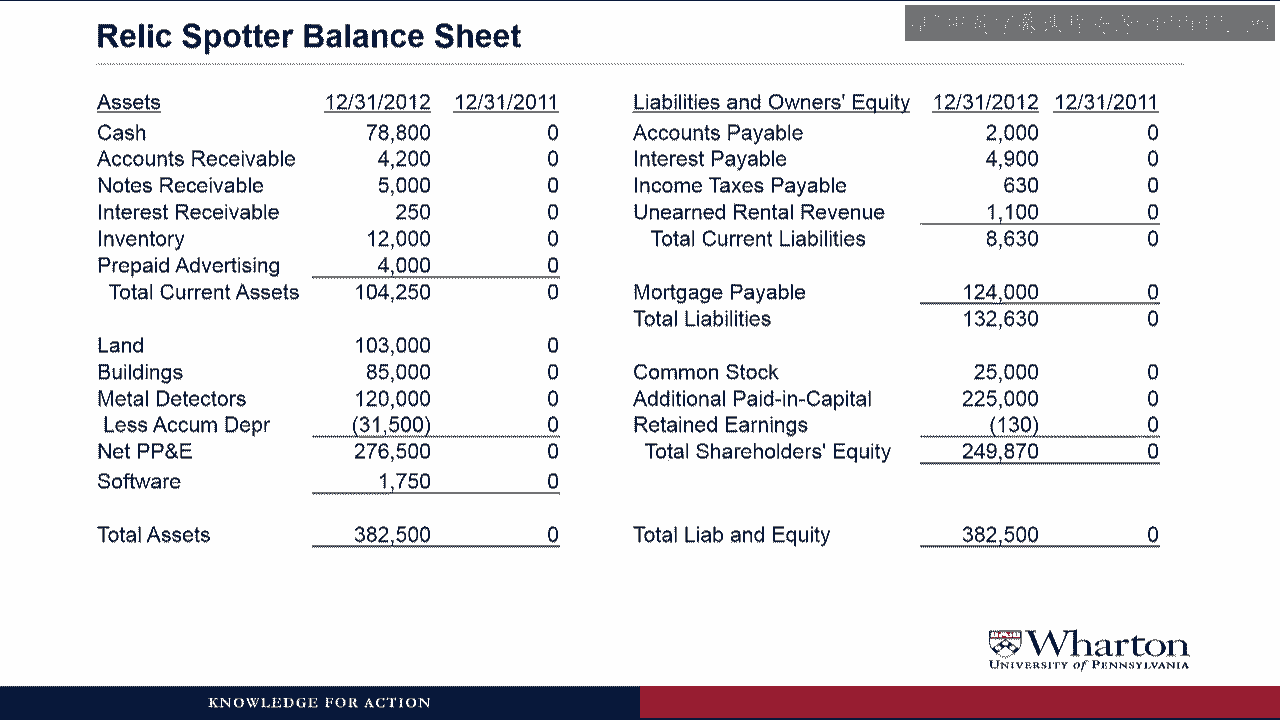 Relic Spotter Balance Sheet
Assets 12/31/2012 12/31/2011
Cash 78,800 0
Accounts Receivable 4,200 0
Notes Receivable 5,000 0
Interest Receivable 250 0
Inventory 12,000 0
Prepaid Advertising 4,000 0
Total Current Assets 104,250 0
Land 103,000 0
Buildings 85,000 0
Metal Detectors 120,000 0
Less Accum Depr (31,500) 0
Net PP&E 276,500 0
Software 1,750 0
Total Assets 382,500 0
Liabilities and Owners' Equity 12/31/2012 12/31/2011
Accounts Payable 2,000 0
Interest Payable 4,900 0
Income Taxes Payable 630 0
Unearned Rental Revenue 1,100 0
Total Current Liabilities 8,630 0
Mortgage Payable 124,000 0
Total Liabilities 132,630 0
Common Stock 25,000 0
Additional Paid-in-Capital 225,000 0
Retained Earnings (130) 0
Total Shareholders' Equity 249,870 0
Total Liab and Equity 382,500 0
Wharton
UNIVERSITY of PENNSYLVANIA
KNOWLEDGE FOR ACTION